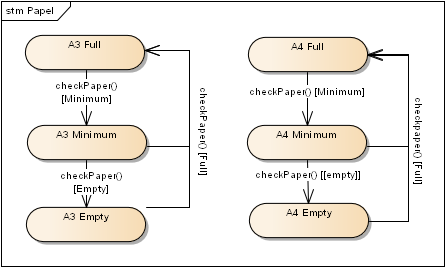 stm Papel
A3 Full
checkPaper()
[Minimum]
A3 Minimum
checkPaper()
[Empty]
A3 Empty
checkPaper() [Full]
A4 Full
checkPaper() [Minimum]
A4 Minimum
checkPaper() [[empty]]
A4 Empty
checkpaper() [Full]